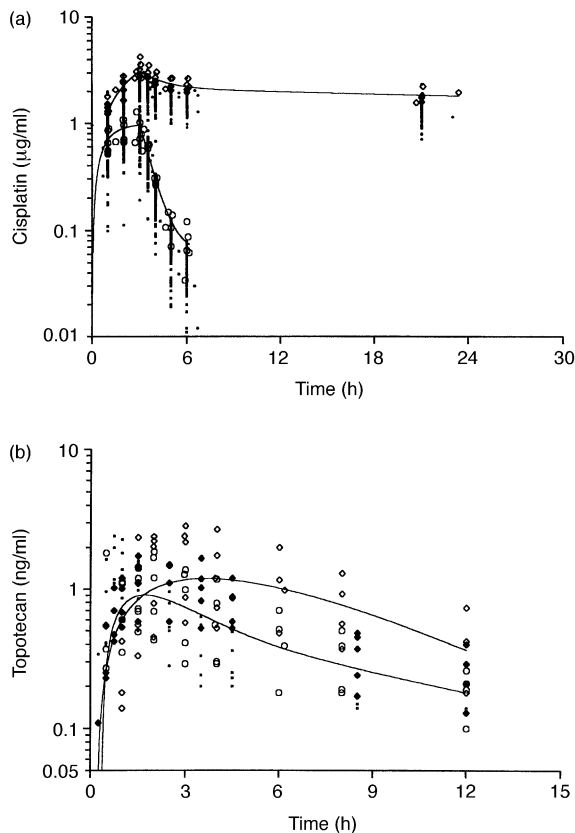 (a)
10
1
0.1
0.01
Cisplatin (µg/ml)
0 6 12 18 24 30
Time (h)
(b)
10
1
0.1
0.05
Topotecan (ng/ml)
0 3 6 9 12 15
Time (h)